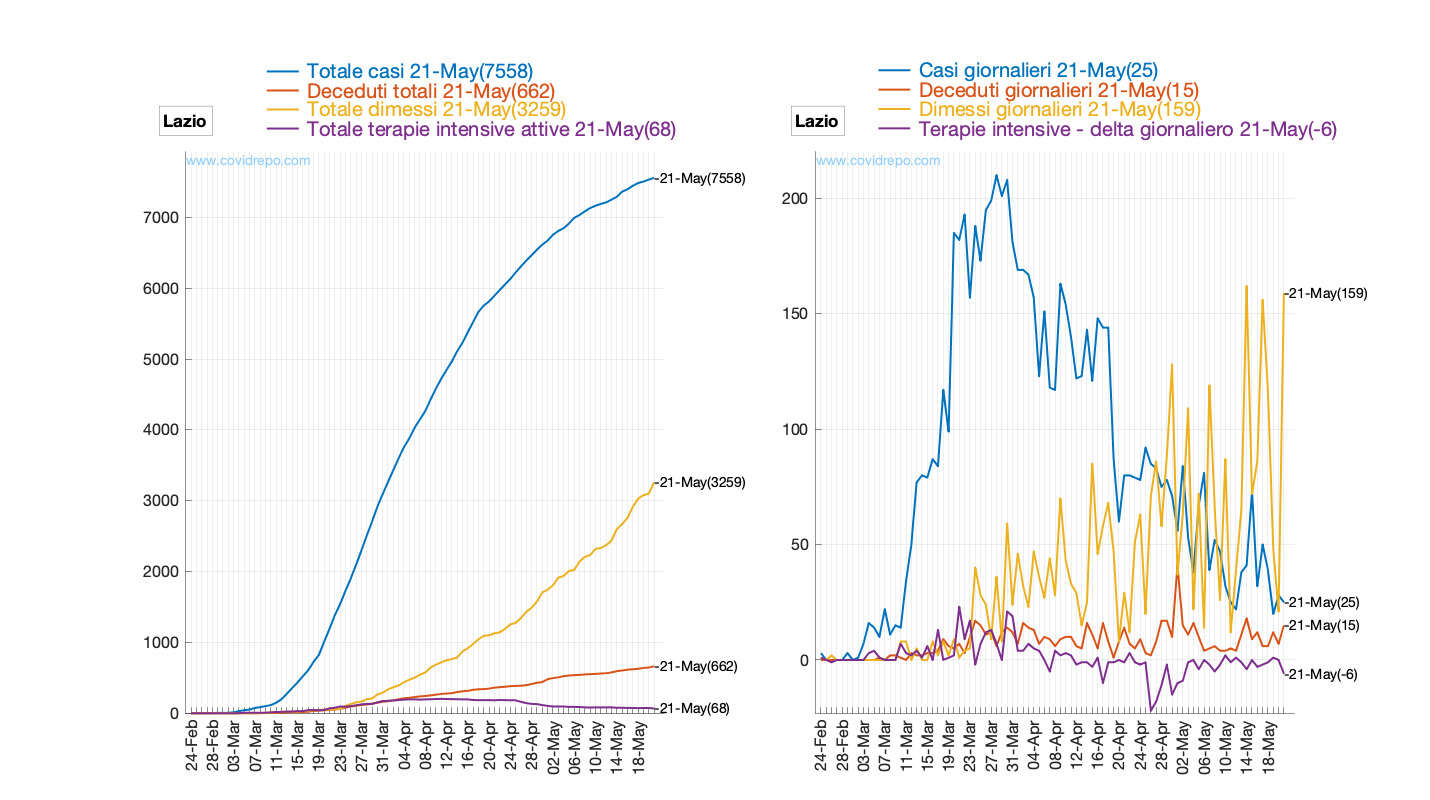 Totale casi 21-May(7558)
Deceduti totali 21-May(662)
Totale dimessi 21-May(3259)
Totale terapie intensive attive 21-May(68)
Lazio
www.covidrepo.com
21-May(7558)
7000
6000
5000
4000
3000
2000
1000
0
21-May(3259)
21-May(662)
21-May(68)
24-Feb
28-Feb
03-Mar
07-Mar
11-Mar
15-Mar
19-Mar
23-Mar
27-Mar
31-Mar
04-Apr
08-Apr
12-Apr
16-Apr
20-Apr
24-Apr
28-Apr
02-May
06-May
10-May
14-May
18-May
Casi giornalieri 21-May(25)
Deceduti giornalieri 21-May(15)
Dimessi giornalieri 21-May(159)
Terapie intensive - delta giornaliero 21-May(-6)
Lazio
www.covidrepo.com
200
150
100
50
0
21-May(159)
21-May(25)
21-May(15)
21-May(-6)
24-Feb
28-Feb
03-Mar
07-Mar
11-Mar
15-Mar
19-Mar
23-Mar
27-Mar
31-Mar
04-Apr
08-Apr
12-Apr
16-Apr
20-Apr
24-Apr
28-Apr
02-May
06-May
10-May
14-May
18-May